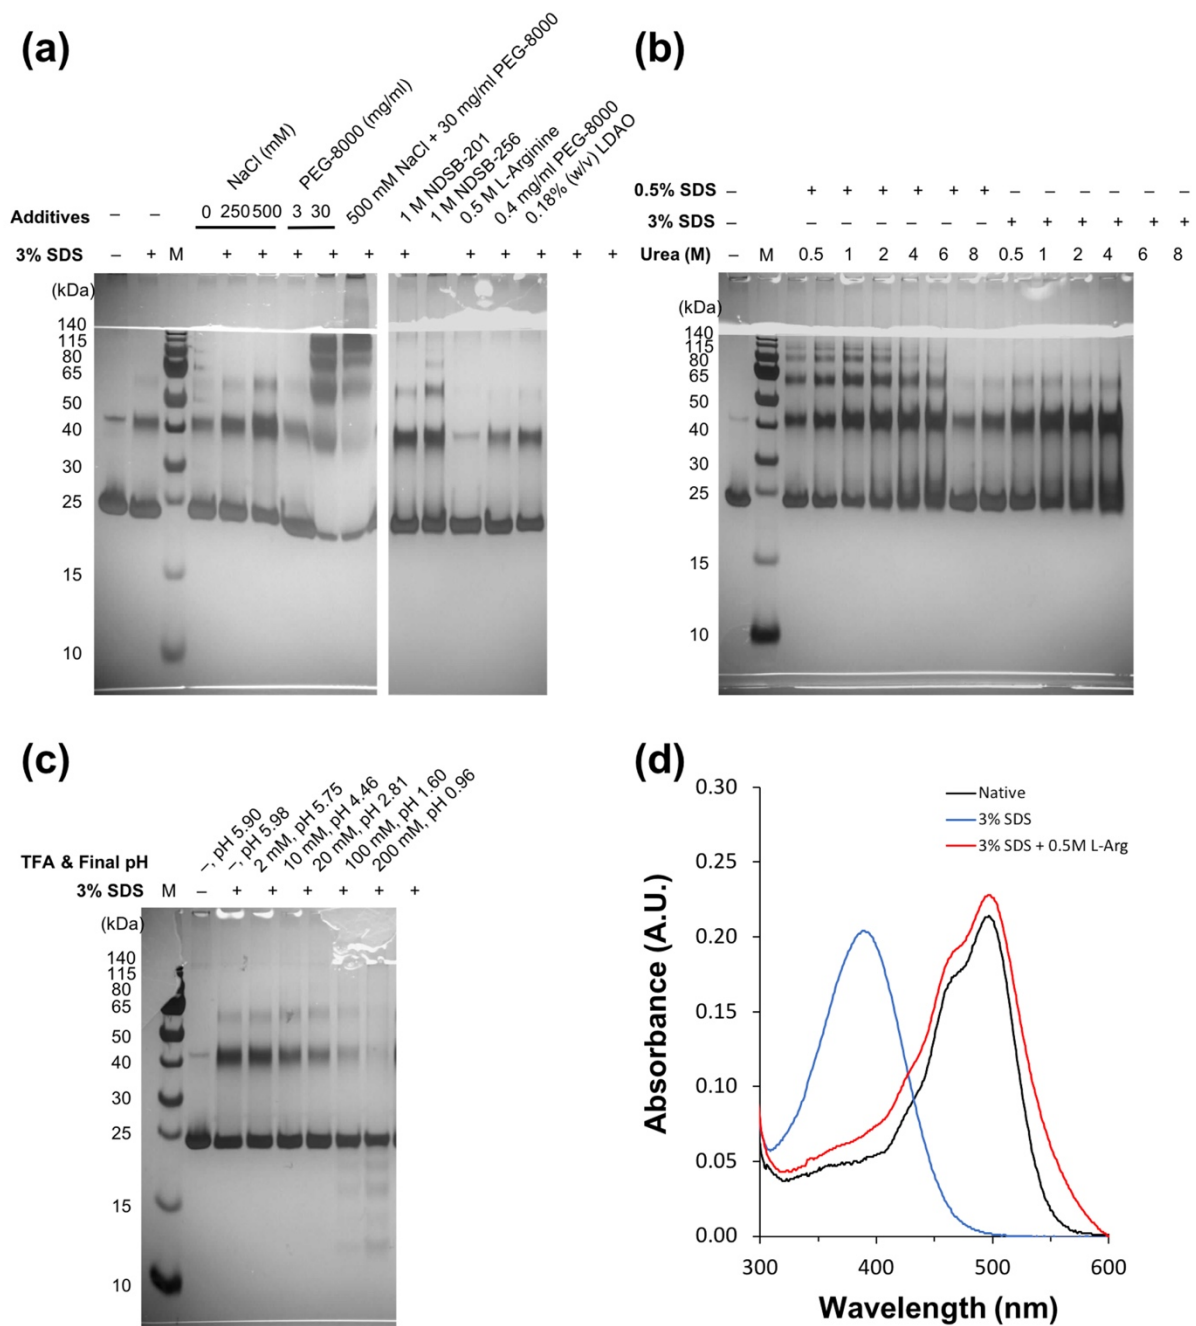 (a)
NaCl (mM)
PEG-8000 (mg/ml)
500 mM NaCl + 30 mg/ml PEG-8000
1 M NDSB-201
1 M NDSB-256
0.5 M L-Arginine
0.4 mg/ml PEG-8000
0.18% (w/v) LDAO
Additives – – 0 250 500 3 30
3% SDS – + M + + + + + + + + + + + +
(kDa)
140
115
80
65
50
40
30
25
15
10
(b)
0.5% SDS – + + + + + + – – – – – –
3% SDS – + + + + + +
Urea (M) – M 0.5 1 2 4 6 8 0.5 1 2 4 6 8
(kDa)
140
115
80
65
50
40
30
25
15
10
(c)
–, pH 5.90
–, pH 5.98
2 mM, pH 5.75
10 mM, pH 4.46
20 mM, pH 2.81
100 mM, pH 1.60
200 mM, pH 0.96
TFA & Final pH
3% SDS M – + + + + + +
(kDa)
140
115
80
65
50
40
30
25
15
10
(d)
0.30
0.25
0.20
0.15
0.10
0.05
0.00
Absorbance (A.U.)
Native
3% SDS
3% SDS + 0.5M L-Arg
300 400 500 600
Wavelength (nm)